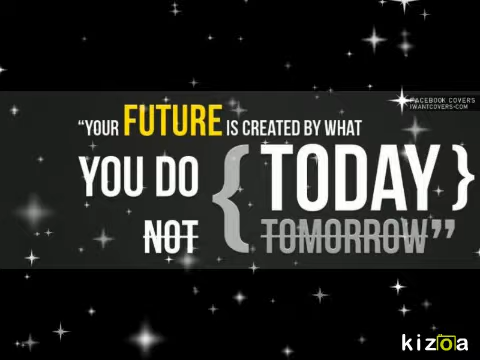 FACEBOOK COVERS
IWANTCOVERS.COM
“YOUR FUTURE IS CREATED BY WHAT
YOU DO { TODAY }
NOT TOMORROW”
kizoa